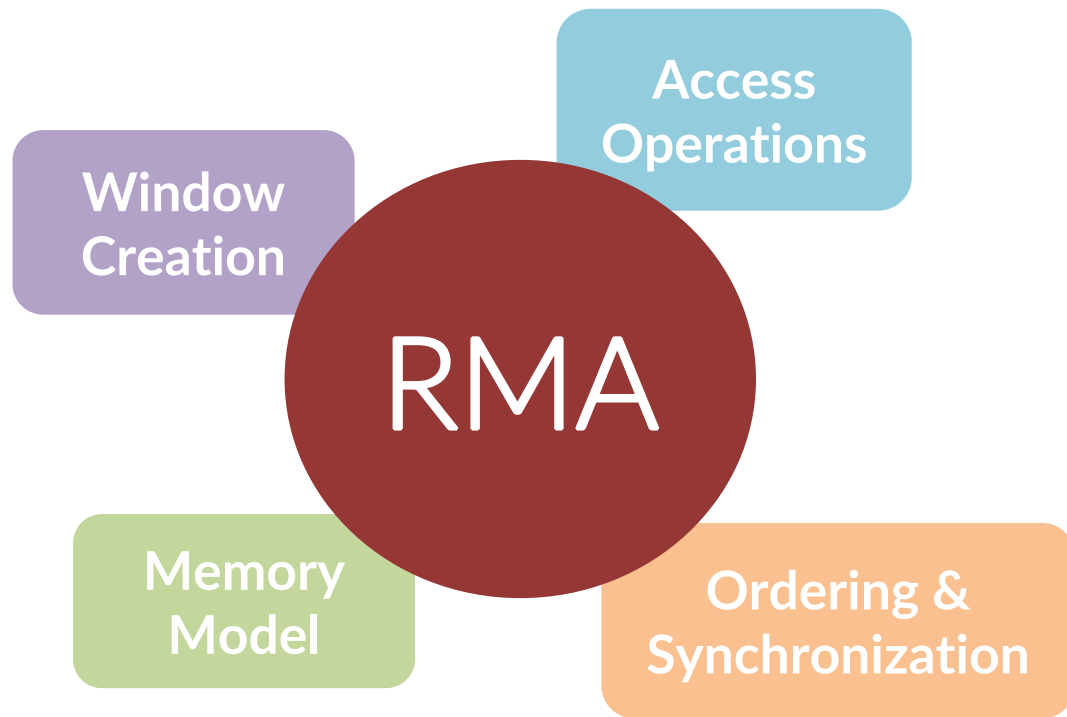 Access
Operations
Window
Creation
RMA
Memory
Model
Ordering &
Synchronization